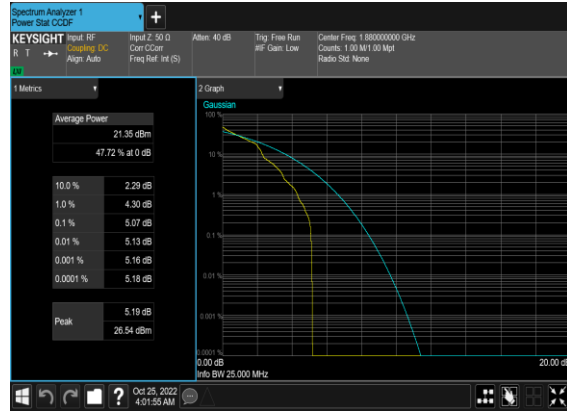 Spectrum Analyzer 1
Power Stat CCDF
+
KEYSIGHT Input: RF Input Z: 50 Ω Atten: 40 dB Trig: Free Run Center Freq: 1.880000000 GHz
R T Coupling: DC Corr CCorr #IF Gain: Low Counts: 1.00 M/1.00 Mpt
Align: Auto Freq Ref: Int (S) Radio Std: None
1 Metrics
Average Power
21.35 dBm
47.72 % at 0 dB
10.0 % 2.29 dB
1.0 % 4.30 dB
0.1 % 5.07 dB
0.01 % 5.13 dB
0.001 % 5.16 dB
0.0001 % 5.18 dB
Peak 5.19 dB
26.54 dBm
2 Graph
Gaussian
100 %
10 %
1 %
0.1 %
0.01 %
0.001 %
0.0001 %
0.00 dB 20.00 dB
Info BW 25.000 MHz
? Oct 25, 2022
4:01:55 AM